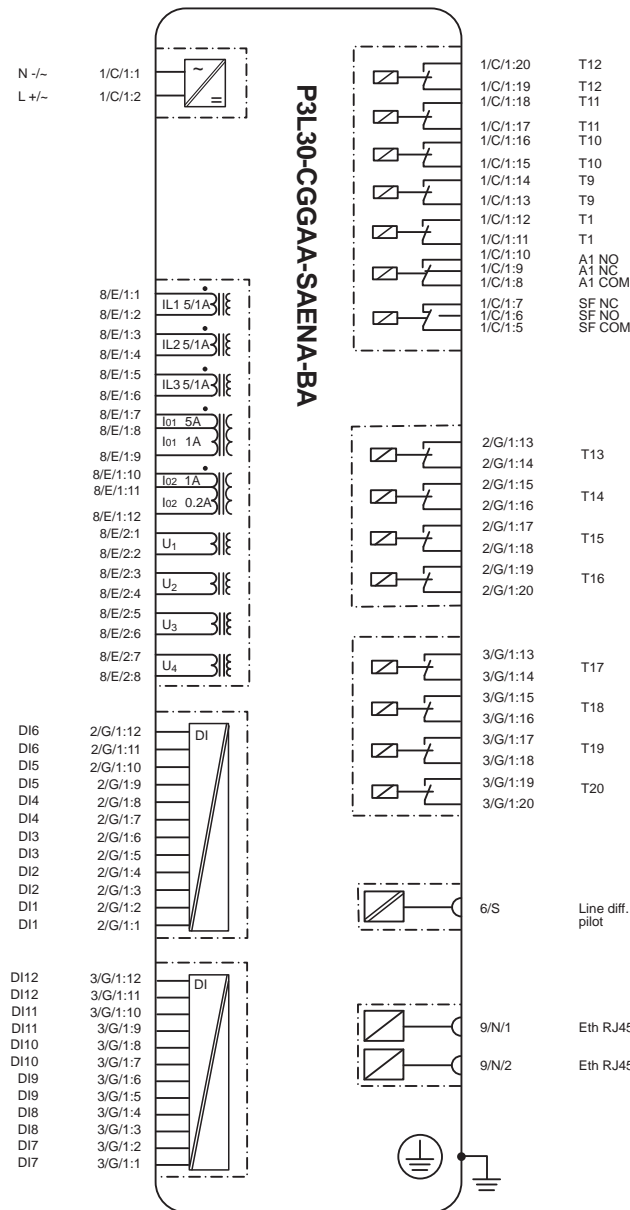 P3L30-CGGAA-SAENA-BA
N -/~ 1/C/1:1
L +/~ 1/C/1:2
~
=
8/E/1:1
IL1 5/1A
8/E/1:2
8/E/1:3
IL2 5/1A
8/E/1:4
8/E/1:5
IL3 5/1A
8/E/1:6
8/E/1:7
I01 5A
8/E/1:8
I01 1A
8/E/1:9
8/E/1:10
I02 1A
8/E/1:11
I02 0.2A
8/E/1:12
8/E/2:1
U1
8/E/2:2
8/E/2:3
U2
8/E/2:4
8/E/2:5
U3
8/E/2:6
8/E/2:7
U4
8/E/2:8
DI
DI6 2/G/1:12
DI6 2/G/1:11
DI5 2/G/1:10
DI5 2/G/1:9
DI4 2/G/1:8
DI4 2/G/1:7
DI3 2/G/1:6
DI3 2/G/1:5
DI2 2/G/1:4
DI2 2/G/1:3
DI1 2/G/1:2
DI1 2/G/1:1
DI
DI12 3/G/1:12
DI12 3/G/1:11
DI11 3/G/1:10
DI11 3/G/1:9
DI10 3/G/1:8
DI10 3/G/1:7
DI9 3/G/1:6
DI9 3/G/1:5
DI8 3/G/1:4
DI8 3/G/1:3
DI7 3/G/1:2
DI7 3/G/1:1
1/C/1:20 T12
1/C/1:19 T12
1/C/1:18 T11
1/C/1:17 T11
1/C/1:16 T10
1/C/1:15 T10
1/C/1:14 T9
1/C/1:13 T9
1/C/1:12 T1
1/C/1:11 T1
1/C/1:10 A1 NO
1/C/1:9 A1 NC
1/C/1:8 A1 COM
1/C/1:7 SF NC
1/C/1:6 SF NO
1/C/1:5 SF COM
2/G/1:13
T13
2/G/1:14
2/G/1:15
T14
2/G/1:16
2/G/1:17
T15
2/G/1:18
2/G/1:19
T16
2/G/1:20
3/G/1:13
T17
3/G/1:14
3/G/1:15
T18
3/G/1:16
3/G/1:17
T19
3/G/1:18
3/G/1:19
T20
3/G/1:20
6/S Line diff.
pilot
9/N/1 Eth RJ45
9/N/2 Eth RJ45